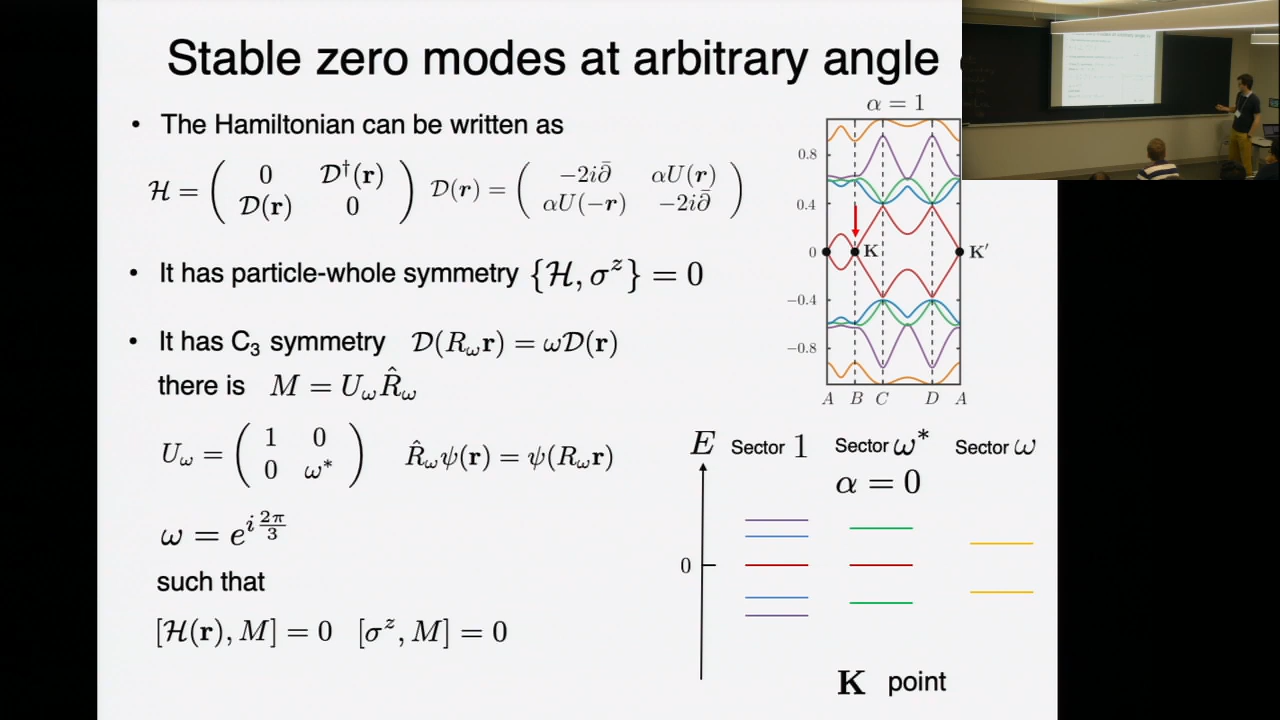 Stable zero modes at arbitrary angle
• The Hamiltonian can be written as
ℋ = ( 0 𝒟†(r) 𝒟(r) 0 ) 𝒟(r) = ( −2i∂̄ αU(r) αU(−r) −2i∂̄ )
• It has particle-whole symmetry {ℋ, σᶻ} = 0
• It has C₃ symmetry 𝒟(R_ω r) = ω𝒟(r)
there is M = U_ω R̂_ω
U_ω = ( 1 0 0 ω* ) R̂_ω ψ(r) = ψ(R_ω r)
ω = e^{i 2π/3}
such that
[ℋ(r), M] = 0 [σᶻ, M] = 0
α = 1
0.8
0.4
0 K K′
−0.4
−0.8
A B C D A
E Sector 1 Sector ω* Sector ω
α = 0
0
K point